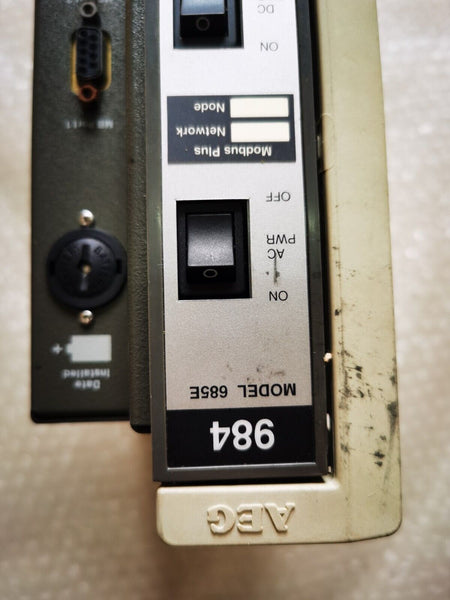 AEG
984
MODEL 685E
ON
AC
PWR
OFF
Modbus Plus
Network
Node
ON
DC
Date
Installed
+